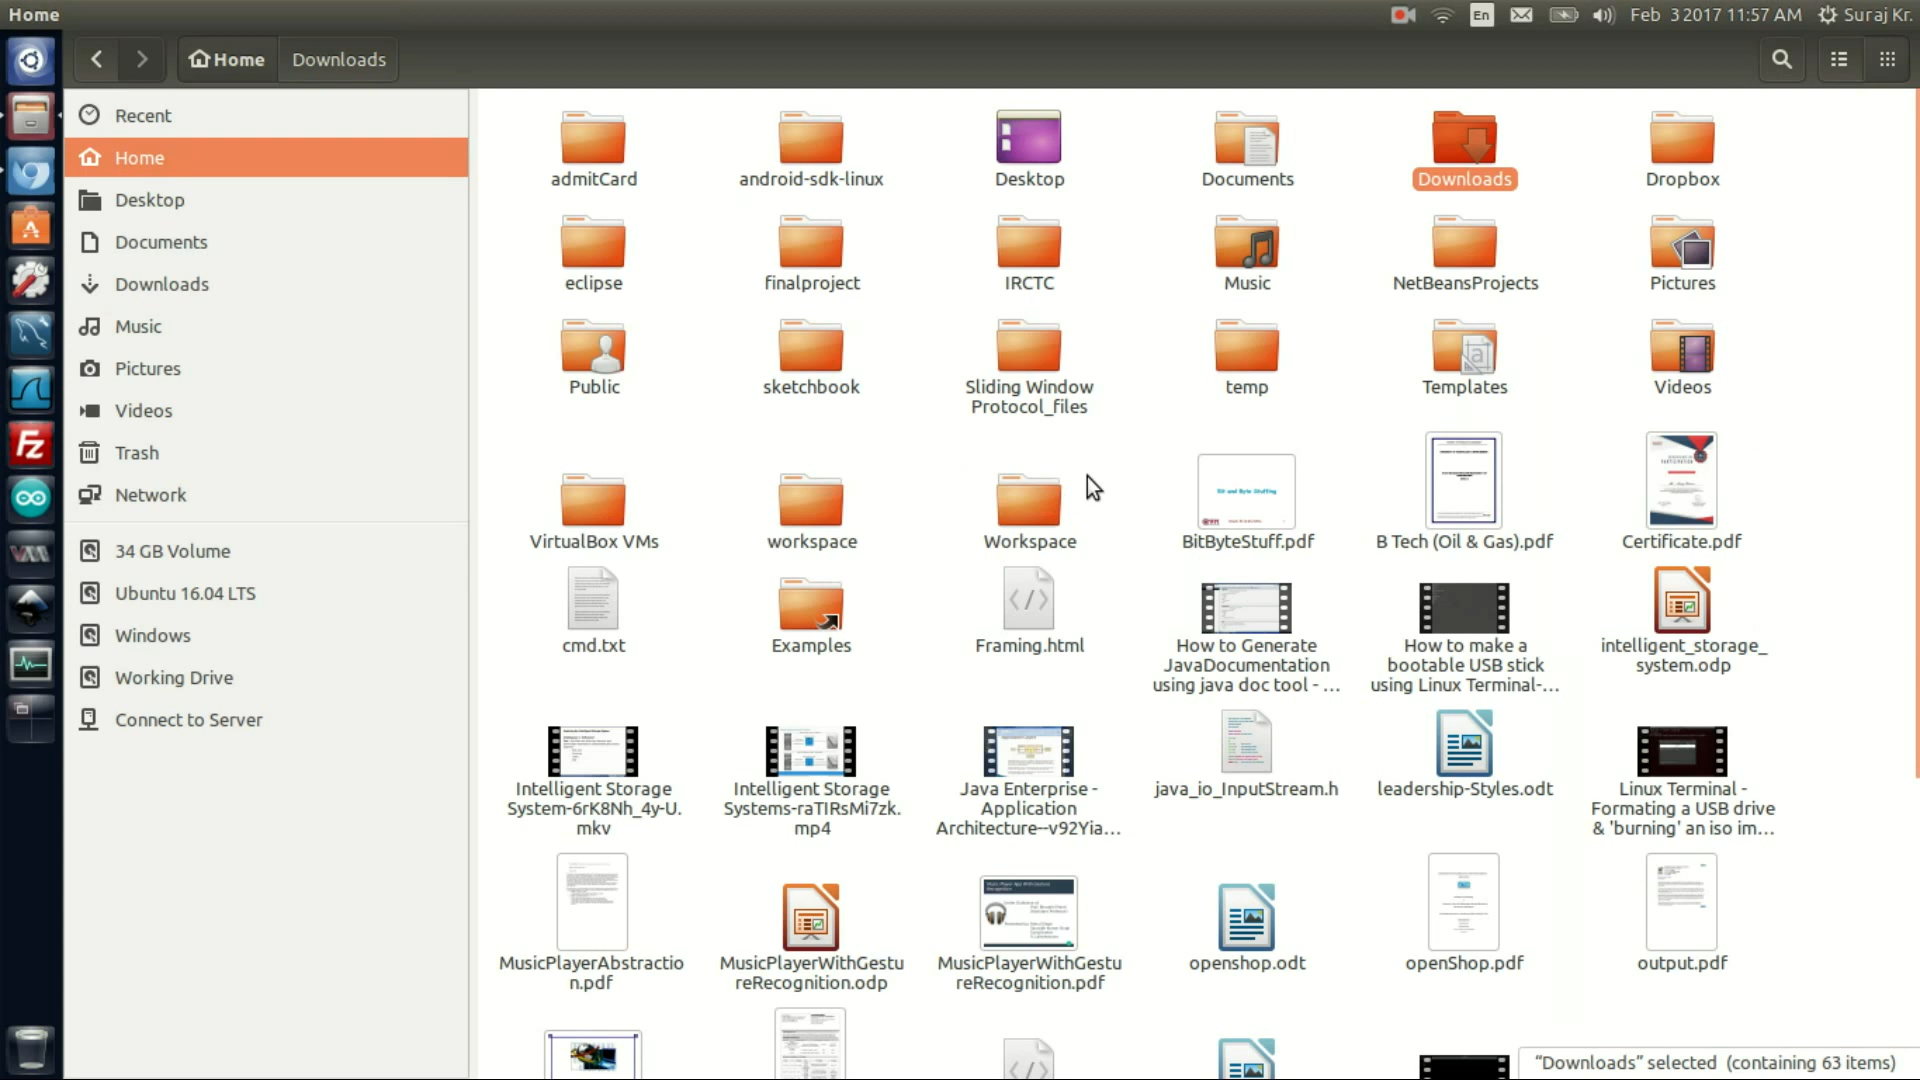 Home
En
Feb 3 2017 11:57 AM
Suraj Kr.
Home
Downloads
Recent
Home
Desktop
Documents
Downloads
Music
Pictures
Videos
Trash
Network
34 GB Volume
Ubuntu 16.04 LTS
Windows
Working Drive
Connect to Server
admitCard
android-sdk-linux
Desktop
Documents
Downloads
Dropbox
eclipse
finalproject
IRCTC
Music
NetBeansProjects
Pictures
Public
sketchbook
Sliding Window
Protocol_files
temp
Templates
Videos
VirtualBox VMs
workspace
Workspace
Bit and Byte Stuffing
BitByteStuff.pdf
B Tech (Oil & Gas).pdf
Certificate.pdf
cmd.txt
Examples
Framing.html
How to Generate
JavaDocumentation
using java doc tool - ...
How to make a
bootable USB stick
using Linux Terminal-...
intelligent_storage_
system.odp
Intelligent Storage
System-6rK8Nh_4y-U.
mkv
Intelligent Storage
Systems-raTIRsMi7zk.
mp4
Java Enterprise -
Application
Architecture--v92Yia...
java_io_InputStream.h
leadership-Styles.odt
Linux Terminal -
Formating a USB drive
& 'burning' an iso im...
MusicPlayerAbstractio
n.pdf
MusicPlayerWithGestu
reRecognition.odp
MusicPlayerWithGestu
reRecognition.pdf
openshop.odt
openShop.pdf
output.pdf
"Downloads" selected (containing 63 items)